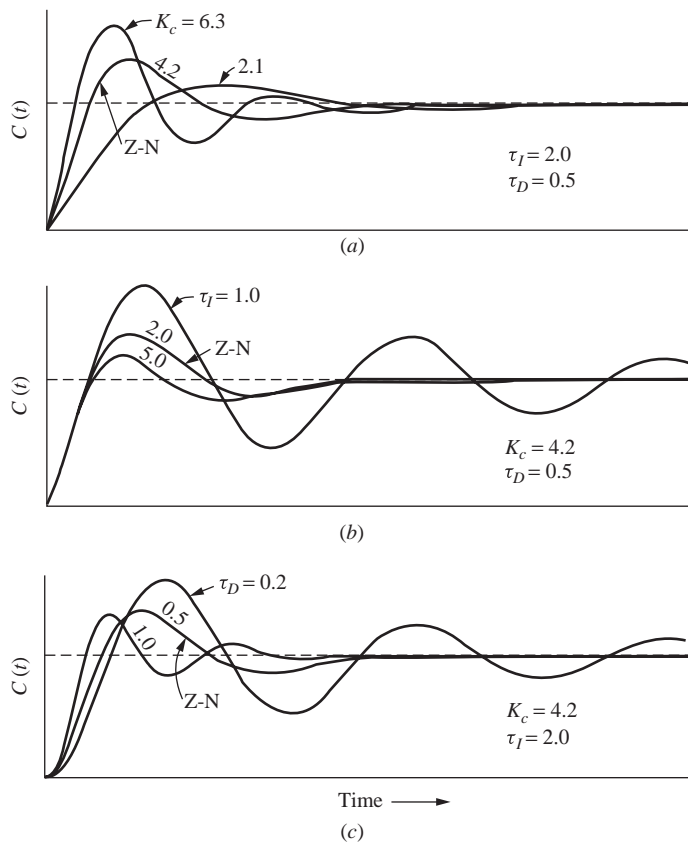 K_c = 6.3
4.2
2.1
Z-N
C (t)
τ_I = 2.0
τ_D = 0.5
(a)
τ_I = 1.0
2.0
Z-N
5.0
C (t)
K_c = 4.2
τ_D = 0.5
(b)
τ_D = 0.2
0.5
1.0
Z-N
C (t)
K_c = 4.2
τ_I = 2.0
Time
(c)